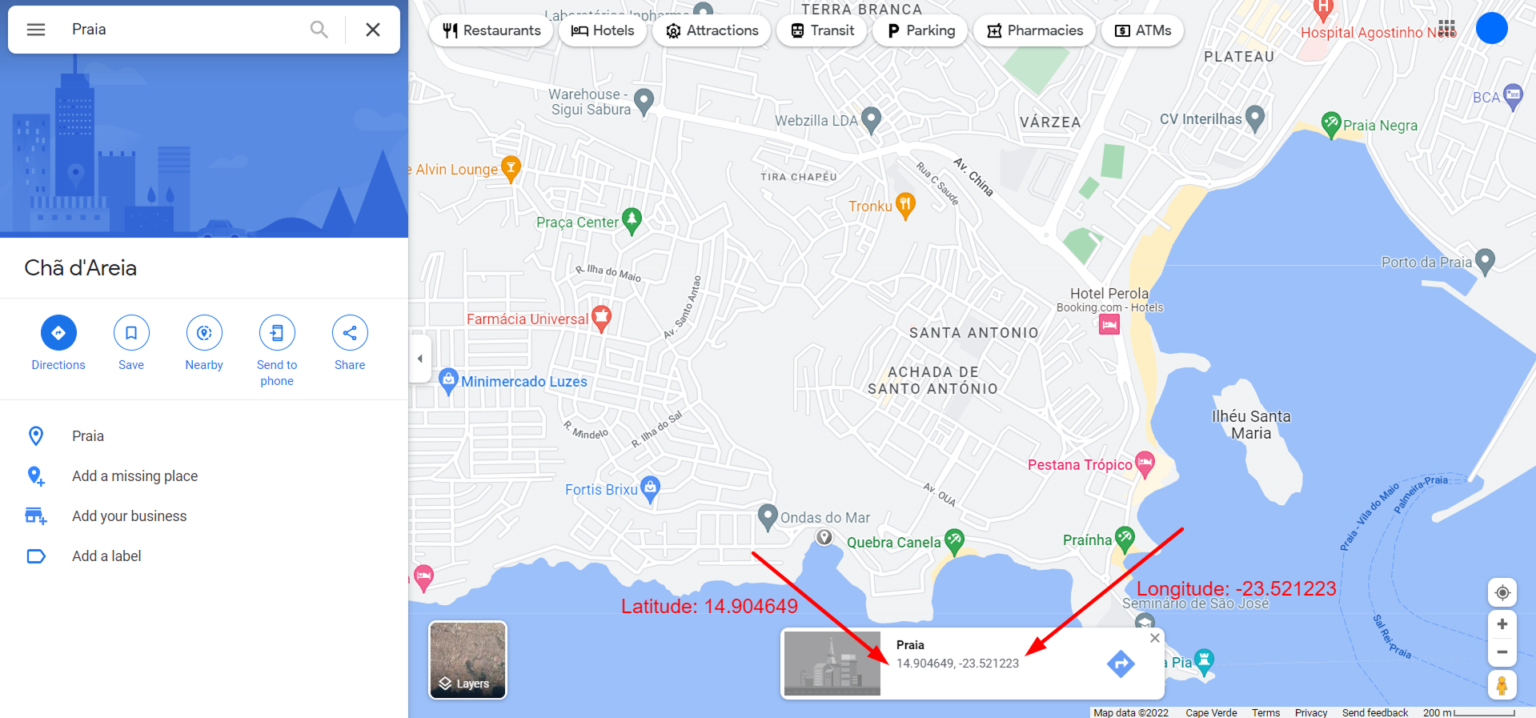 Praia
Restaurants
Hotels
Attractions
Transit
Parking
Pharmacies
ATMs
TERRA BRANCA
Hospital Agostinho
PLATEAU
BCA
Warehouse -
Sigui Sabura
Webzilla LDA
VÁRZEA
CV Interilhas
Praia Negra
Alvin Lounge
TIRA CHAPÉU
Rua C Saude
Av. China
Tronku
Praça Center
Porto da Praia
Chã d'Areia
R. Ilha do Maio
Av. Santo Antao
Hotel Perola
Booking.com - Hotels
Farmácia Universal
SANTA ANTONIO
Directions
Save
Nearby
Send to
phone
Share
ACHADA DE
SANTO ANTÓNIO
Minimercado Luzes
Ilhéu Santa
Maria
R. Mindelo
R. Ilha do Sal
Praia
Pestana Trópico
Add a missing place
Fortis Brixu
Av. OUA
Praia - Vila do Maio
Palmeira-Praia
Add your business
Ondas do Mar
Quebra Canela
Praínha
Add a label
Latitude: 14.904649
Longitude: -23.521223
Seminário de São José
Sal Rei-Praia
Praia
14.904649, -23.521223
a Pia
Layers
Map data ©2022
Cape Verde
Terms
Privacy
Send feedback
200 m